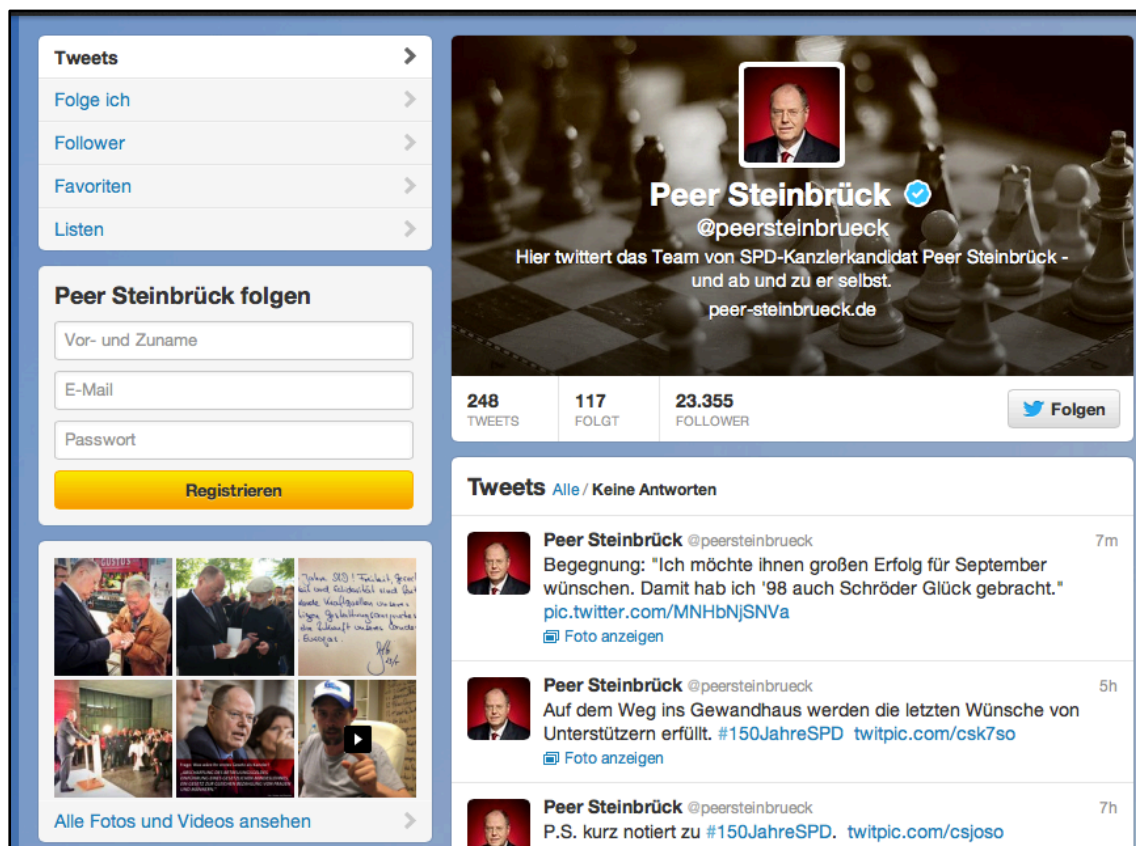 Tweets
Folge ich
Follower
Favoriten
Listen
Peer Steinbrück folgen
Vor- und Zuname
E-Mail
Passwort
Registrieren
Alle Fotos und Videos ansehen
Peer Steinbrück
@peersteinbrueck
Hier twittert das Team von SPD-Kanzlerkandidat Peer Steinbrück -
und ab und zu er selbst.
peer-steinbrueck.de
248 117 23.355
TWEETS FOLGT FOLLOWER
Folgen
Tweets Alle / Keine Antworten
Peer Steinbrück @peersteinbrueck 7m
Begegnung: "Ich möchte ihnen großen Erfolg für September
wünschen. Damit hab ich '98 auch Schröder Glück gebracht."
pic.twitter.com/MNHbNjSNVa
Foto anzeigen
Peer Steinbrück @peersteinbrueck 5h
Auf dem Weg ins Gewandhaus werden die letzten Wünsche von
Unterstützern erfüllt. #150JahreSPD twitpic.com/csk7so
Foto anzeigen
Peer Steinbrück @peersteinbrueck 7h
P.S. kurz notiert zu #150JahreSPD. twitpic.com/csjoso